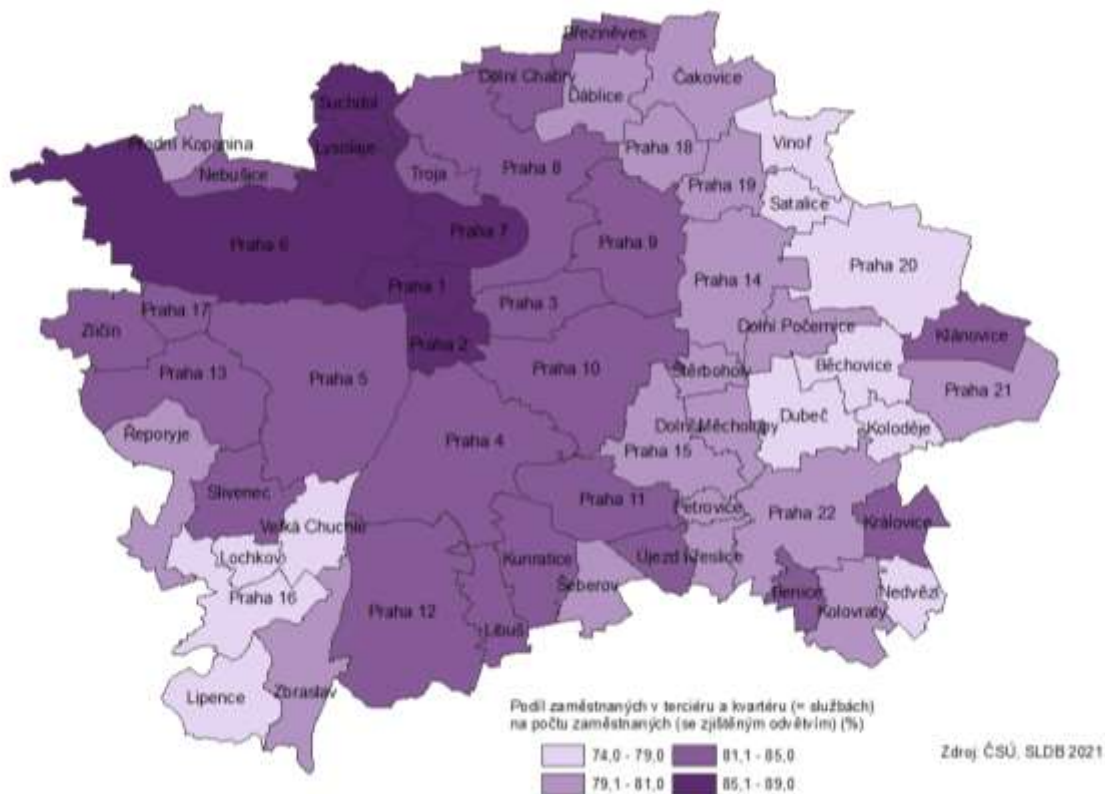 Březiněves
Dolní Chabry
Čakovice
Ďáblice
Suchdol
Přední Kopanina
Lysolaje
Praha 18
Vinoř
Nebušice
Troja
Praha 8
Praha 19
Satalice
Praha 6
Praha 7
Praha 9
Praha 20
Praha 14
Praha 1
Praha 3
Praha 17
Zličín
Dolní Počernice
Klánovice
Praha 2
Praha 13
Praha 5
Praha 10
Štěrboholy
Běchovice
Praha 21
Řeporyje
Praha 4
Dolní Měcholupy
Dubeč
Koloděje
Praha 15
Slivenec
Praha 11
Petrovice
Praha 22
Královice
Velká Chuchle
Lochkov
Kunratice
Újezd
Křeslice
Šeberov
Praha 16
Praha 12
Benice
Kolovraty
Nedvězí
Libuš
Lipence
Zbraslav
Podíl zaměstnaných v terciéru a kvartéru (= službách)
na počtu zaměstnaných (se zjištěným odvětvím) (%)
74,0 - 79,0
81,1 - 85,0
79,1 - 81,0
85,1 - 89,0
Zdroj: ČSÚ, SLDB 2021